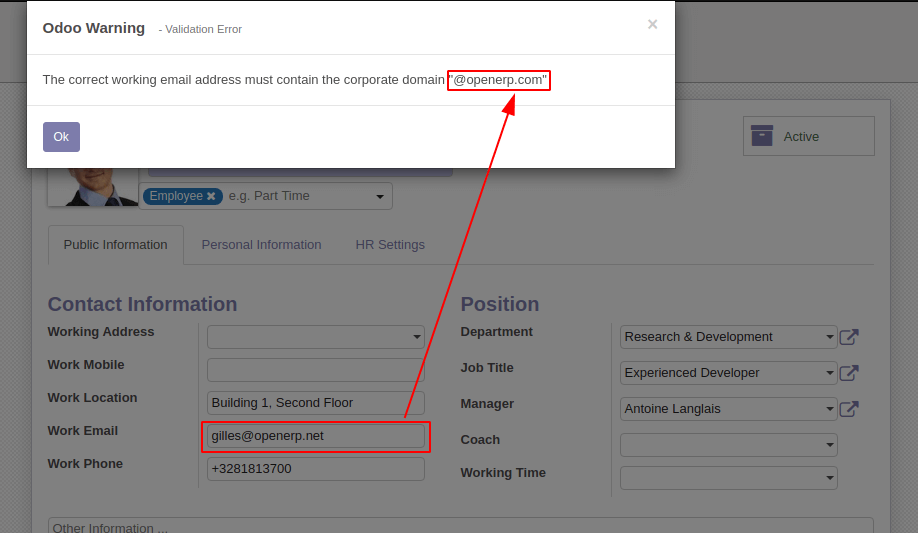 Odoo Warning - Validation Error ×
The correct working email address must contain the corporate domain "@openerp.com"
Ok
Active
Employee ✖ e.g. Part Time
Public Information Personal Information HR Settings
Contact Information
Working Address
Work Mobile
Work Location Building 1, Second Floor
Work Email gilles@openerp.net
Work Phone +3281813700
Position
Department Research & Development
Job Title Experienced Developer
Manager Antoine Langlais
Coach
Working Time
Other Information ...